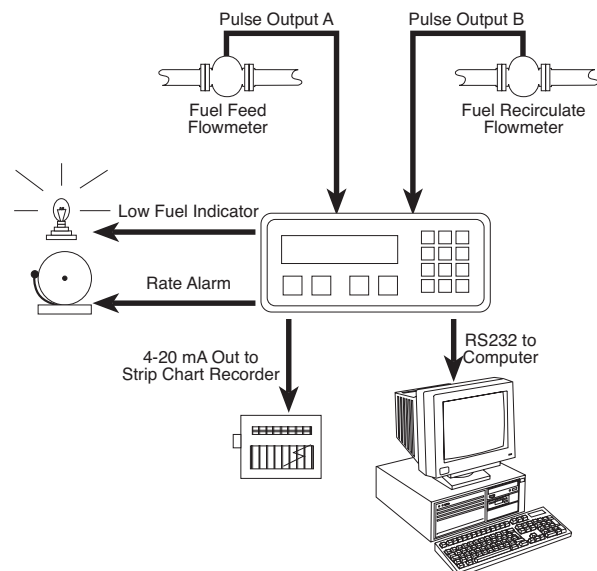 Pulse Output A
Pulse Output B
Fuel Feed
Flowmeter
Fuel Recirculate
Flowmeter
Low Fuel Indicator
Rate Alarm
4-20 mA Out to
Strip Chart Recorder
RS232 to
Computer